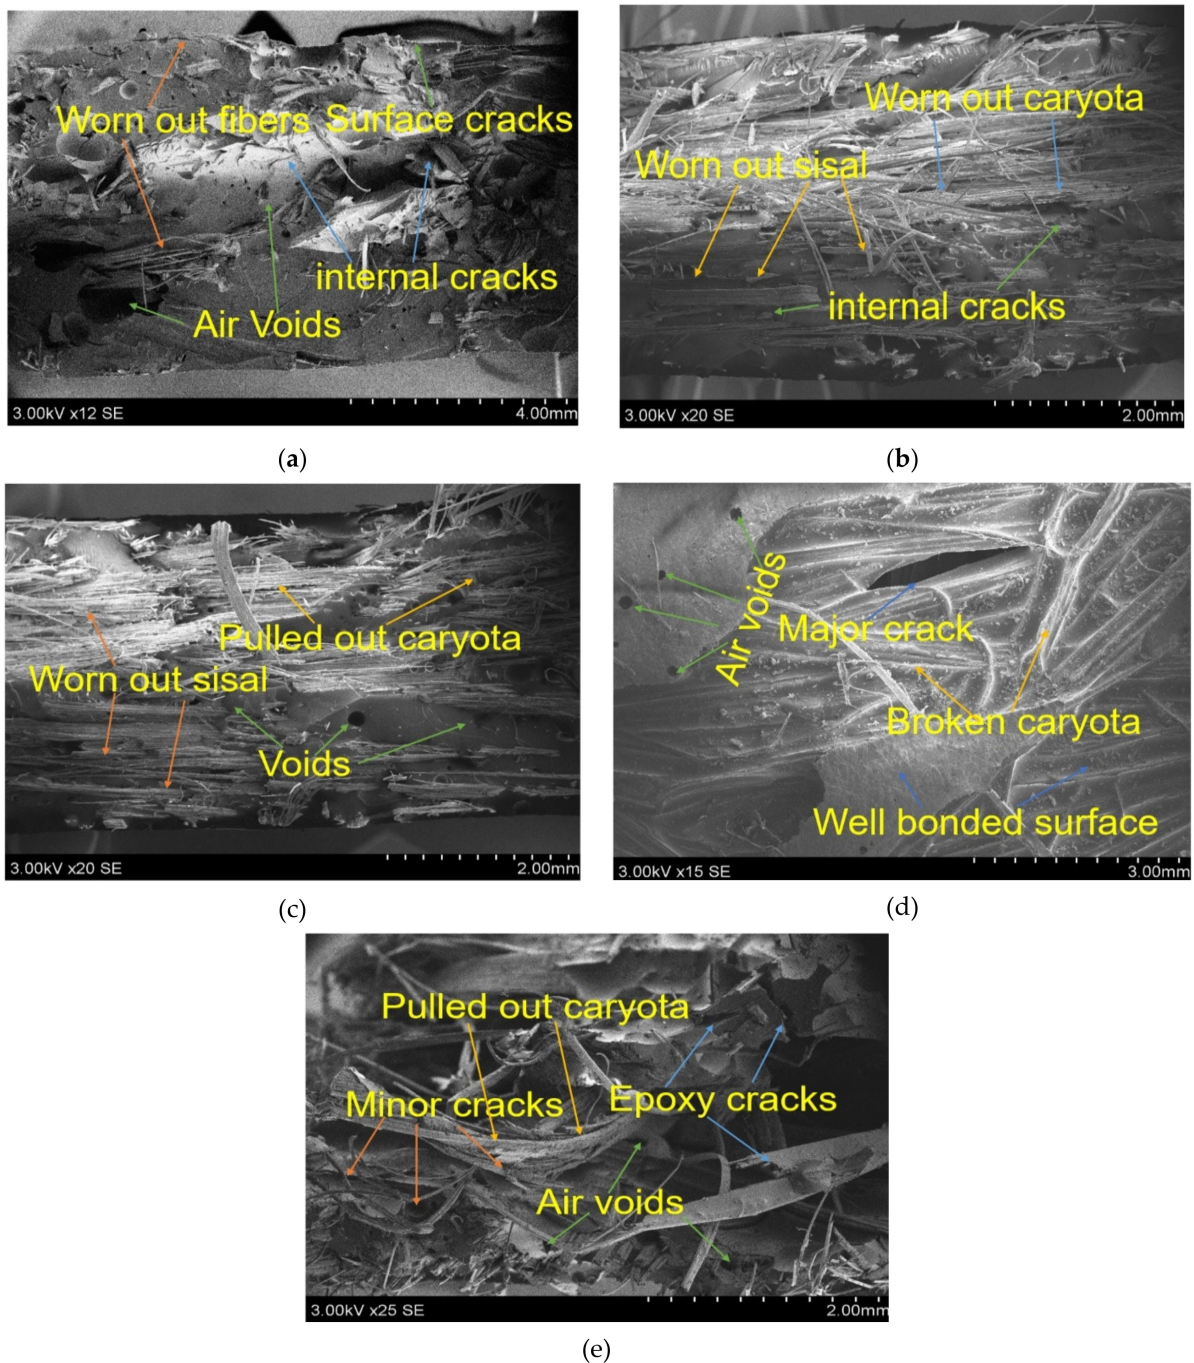 Worn out fibers Surface cracks
internal cracks
Air Voids
3.00kV x12 SE 4.00mm
(a)
Worn out caryota
Worn out sisal
internal cracks
3.00kV x20 SE 2.00mm
(b)
Pulled out caryota
Worn out sisal
Voids
3.00kV x20 SE 2.00mm
(c)
Air voids
Major crack
Broken caryota
Well bonded surface
3.00kV x15 SE 3.00mm
(d)
Pulled out caryota
Minor cracks Epoxy cracks
Air voids
3.00kV x25 SE 2.00mm
(e)